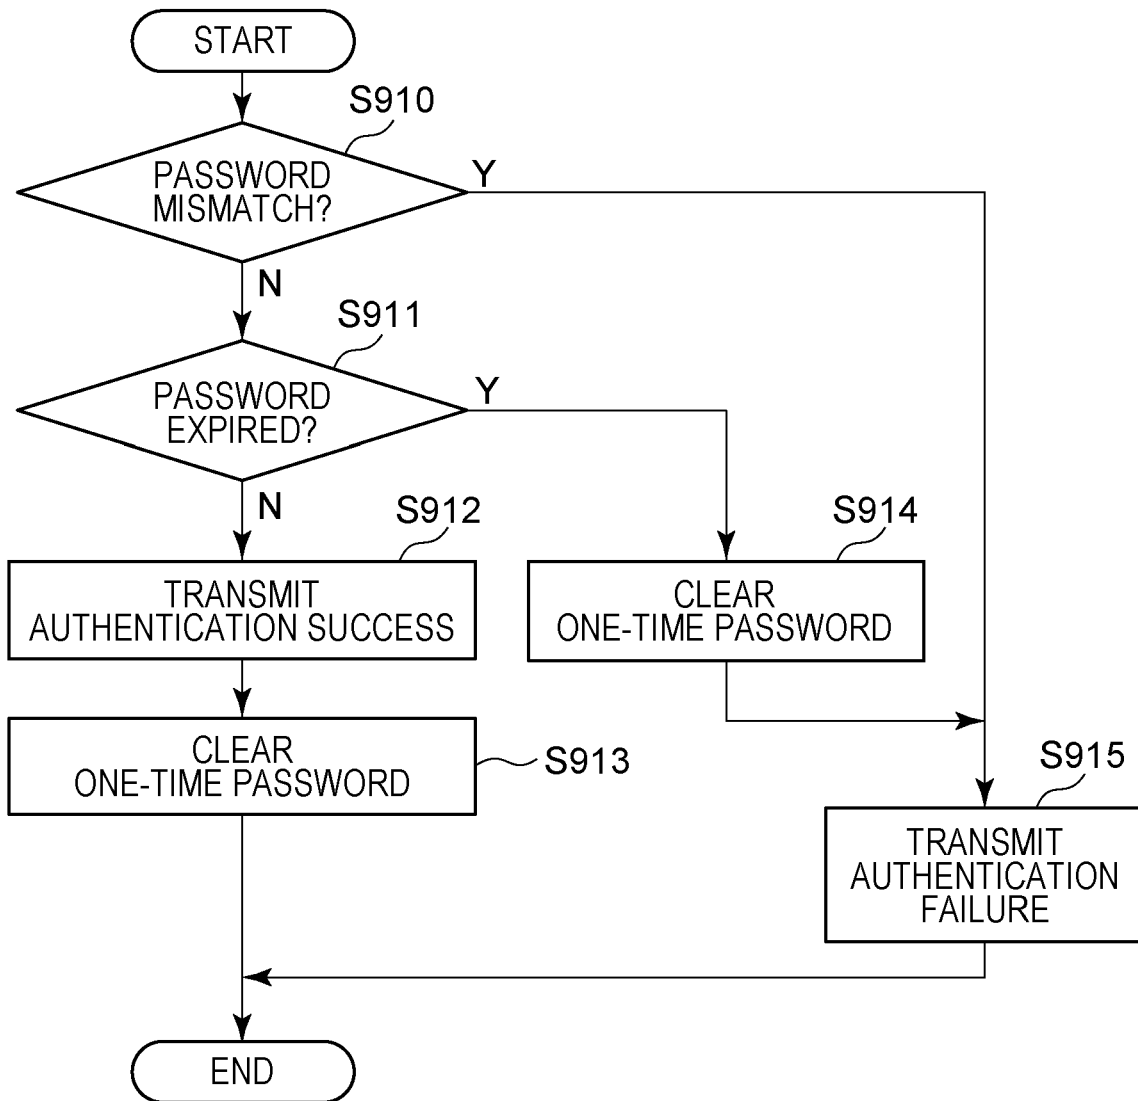 START
S910
PASSWORD
MISMATCH?
Y
N
S911
PASSWORD
EXPIRED?
Y
N
S912
TRANSMIT
AUTHENTICATION SUCCESS
S914
CLEAR
ONE-TIME PASSWORD
CLEAR
ONE-TIME PASSWORD
S913
S915
TRANSMIT
AUTHENTICATION
FAILURE
END